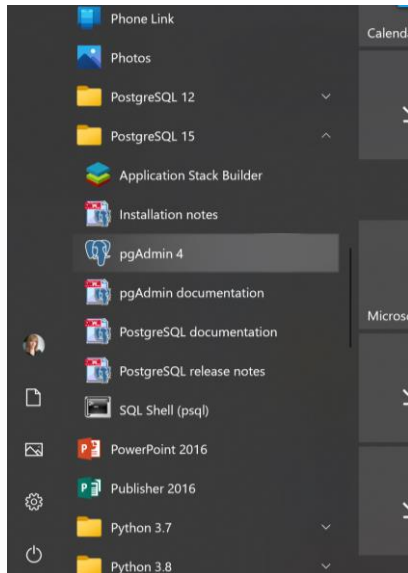 Phone Link
Photos
PostgreSQL 12
PostgreSQL 15
Application Stack Builder
Installation notes
pgAdmin 4
pgAdmin documentation
PostgreSQL documentation
PostgreSQL release notes
SQL Shell (psql)
PowerPoint 2016
Publisher 2016
Python 3.7
Python 3.8
Calenda
Microso